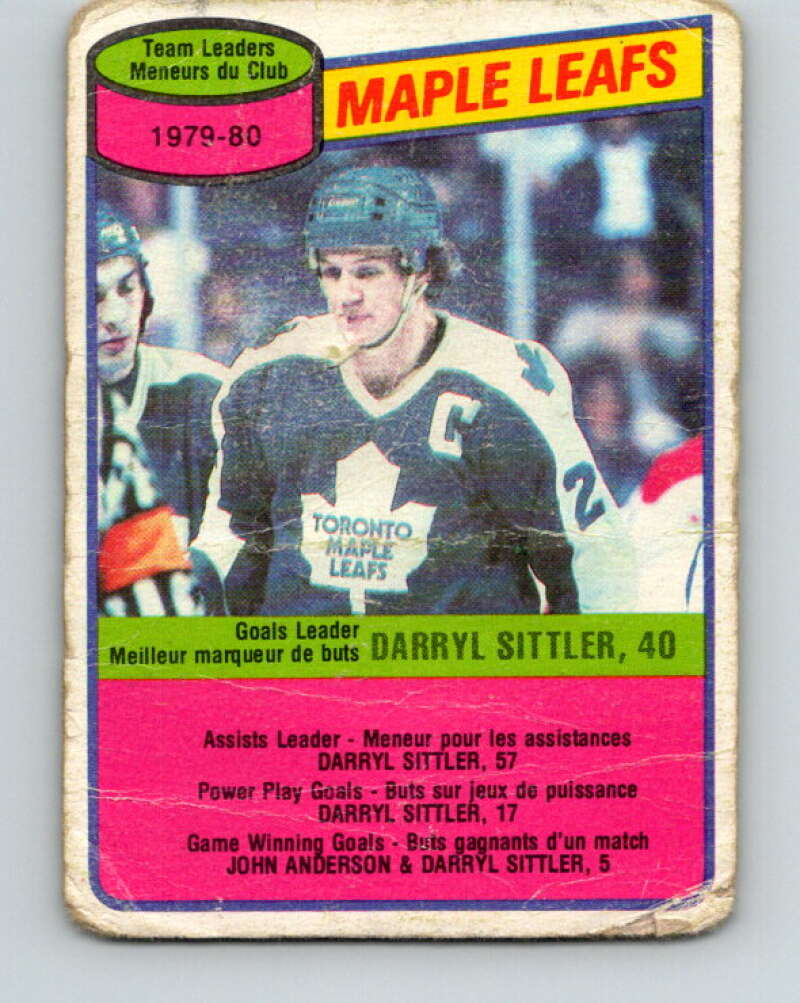 Team Leaders
Meneurs du Club
1979-80
MAPLE LEAFS
C
2
TORONTO
MAPLE
LEAFS
Goals Leader
Meilleur marqueur de buts
DARRYL SITTLER, 40
Assists Leader - Meneur pour les assistances
DARRYL SITTLER, 57
Power Play Goals - Buts sur jeux de puissance
DARRYL SITTLER, 17
Game Winning Goals - Buts gagnants d'un match
JOHN ANDERSON & DARRYL SITTLER, 5